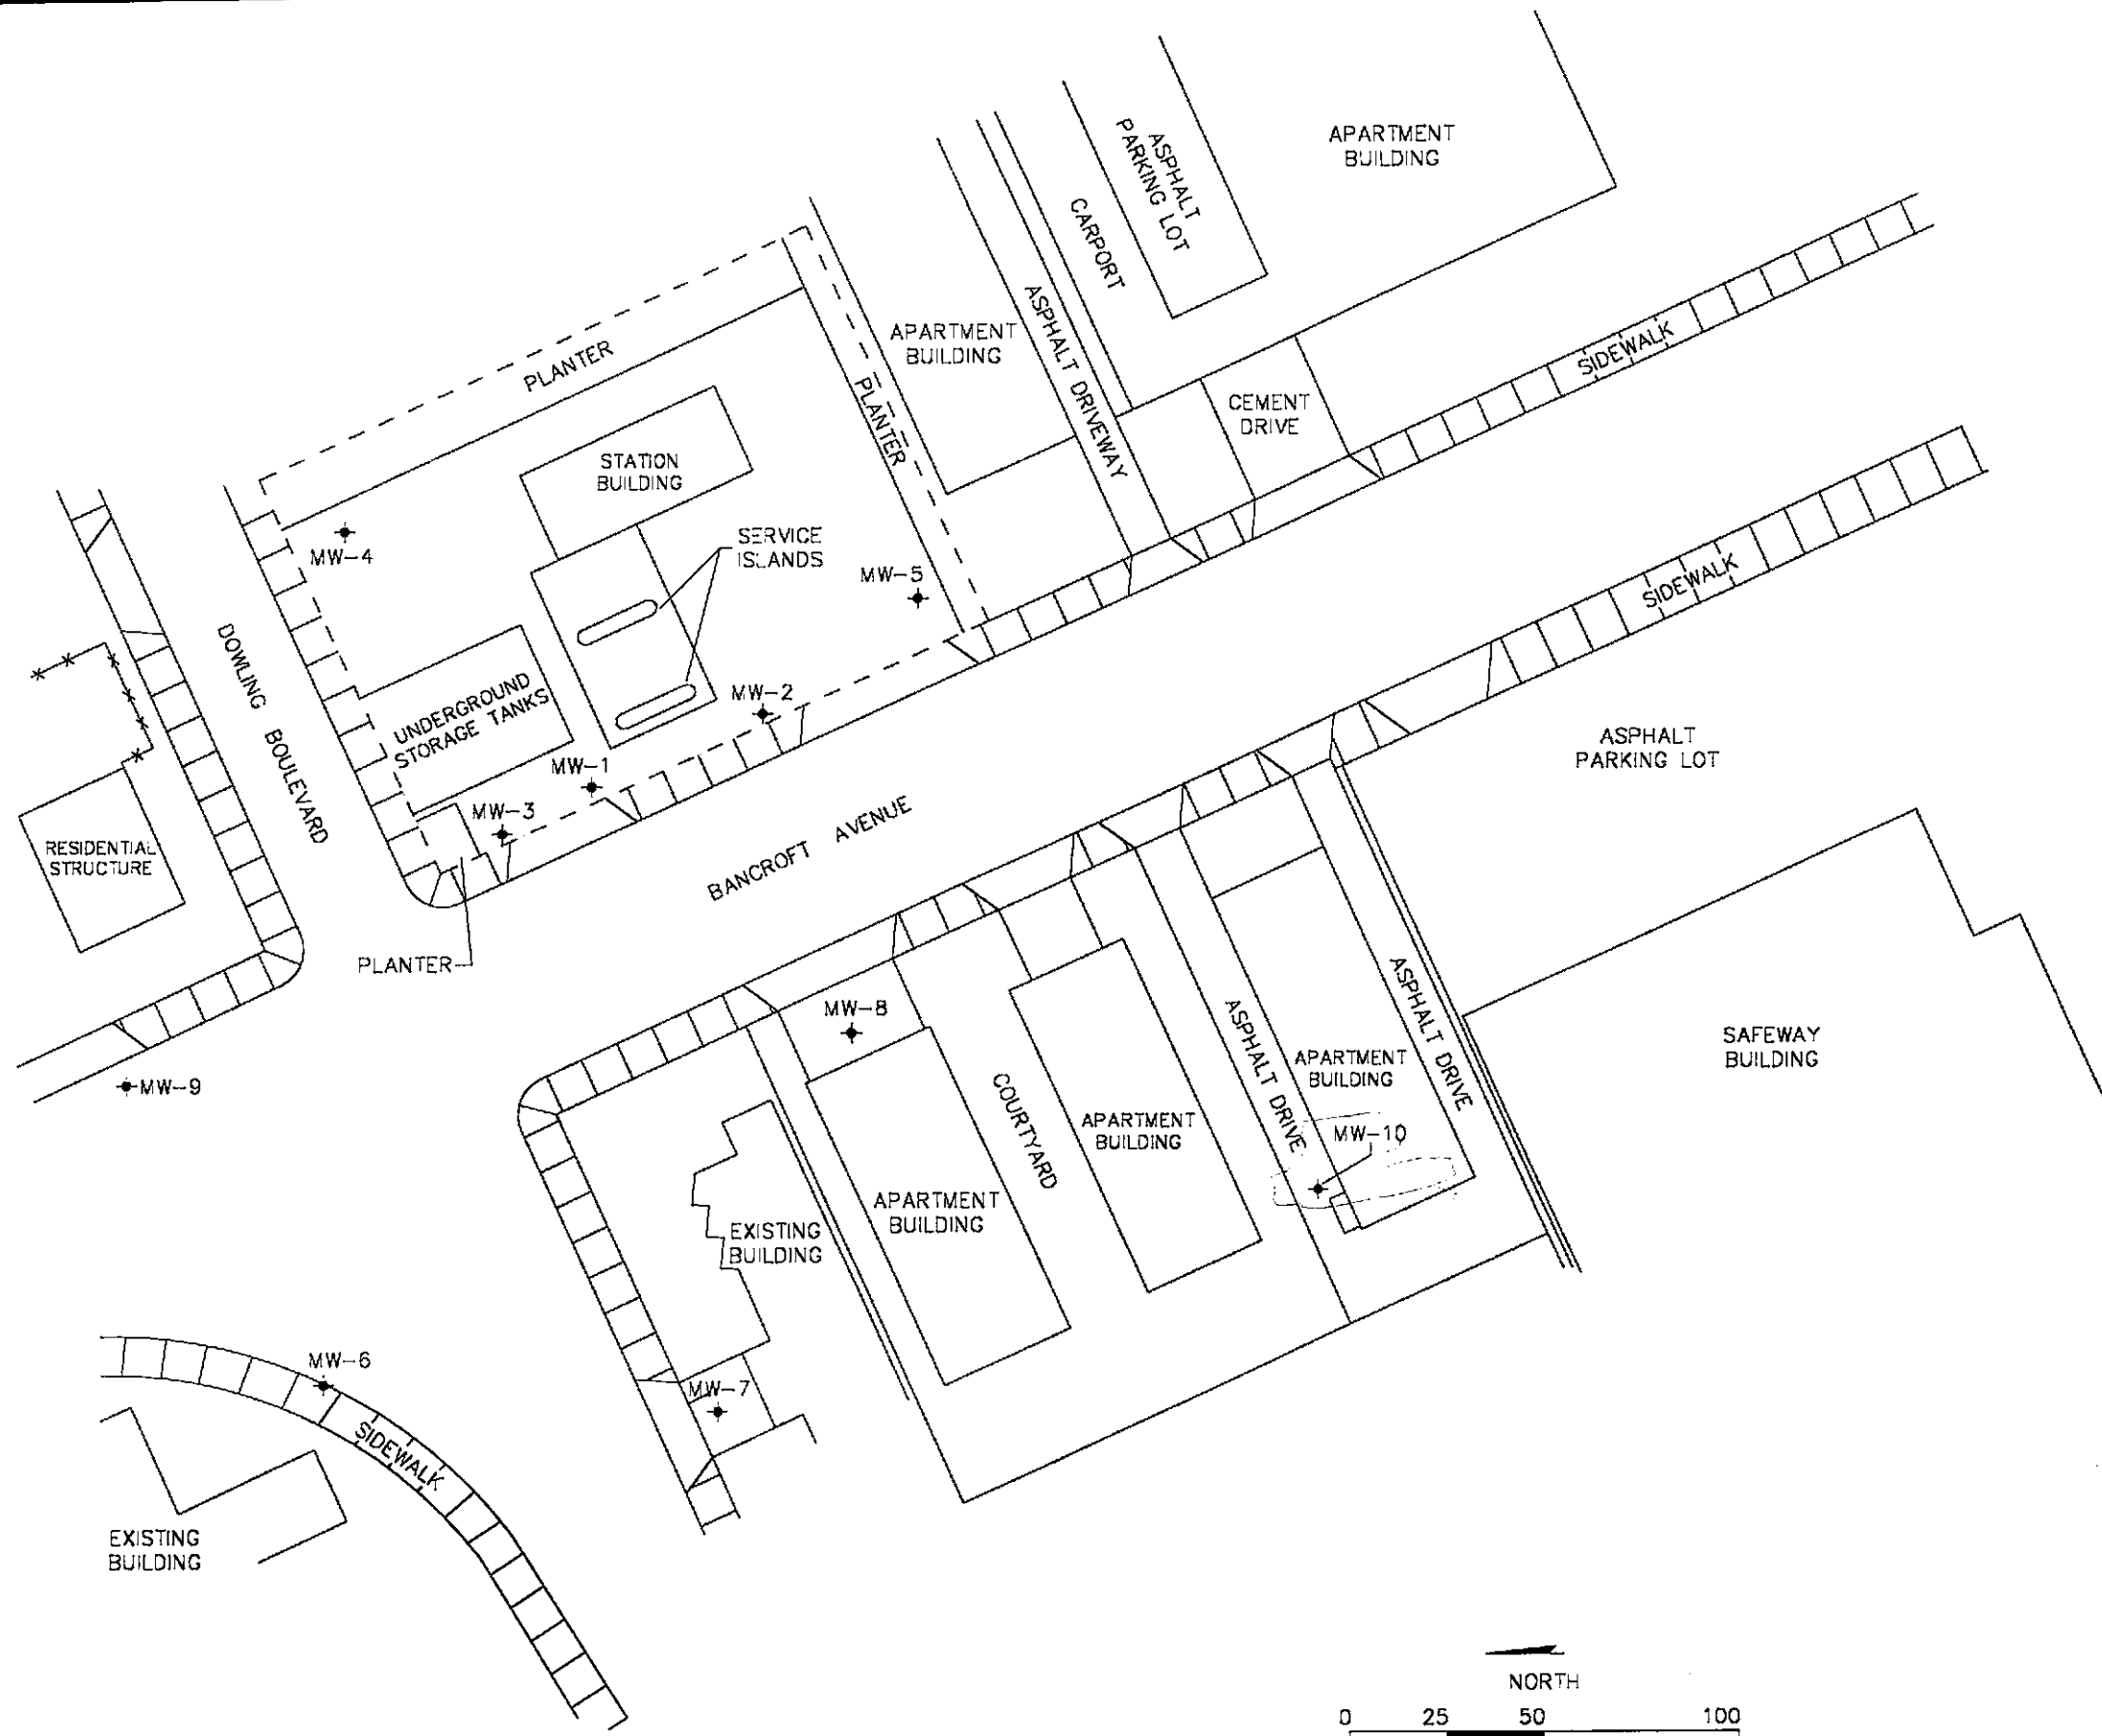 APARTMENT
BUILDING
ASPHALT
PARKING LOT
CARPORT
ASPHALT DRIVEWAY
APARTMENT
BUILDING
PLANTER
PLANTER
SIDEWALK
CEMENT
DRIVE
STATION
BUILDING
SERVICE
ISLANDS
MW-4
MW-5
SIDEWALK
DOWLING BOULEVARD
UNDERGROUND
STORAGE TANKS
MW-2
MW-1
MW-3
ASPHALT
PARKING LOT
BANCROFT AVENUE
RESIDENTIAL
STRUCTURE
PLANTER
MW-8
ASPHALT DRIVE
ASPHALT DRIVE
SAFEWAY
BUILDING
APARTMENT
BUILDING
MW-9
COURTYARD
APARTMENT
BUILDING
MW-10
APARTMENT
BUILDING
EXISTING
BUILDING
MW-6
MW-7
SIDEWALK
EXISTING
BUILDING
NORTH
0 25 50 100